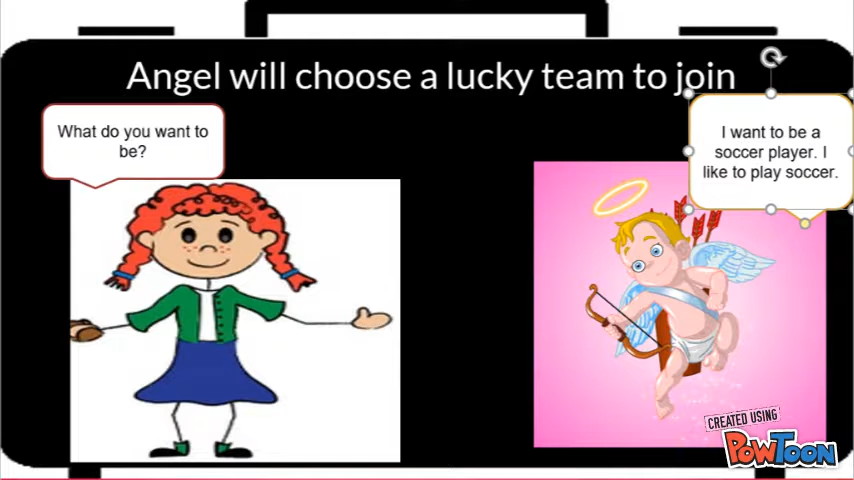 Angel will choose a lucky team to join
What do you want to
be?
I want to be a
soccer player. I
like to play soccer.
CREATED USING
POWTOON